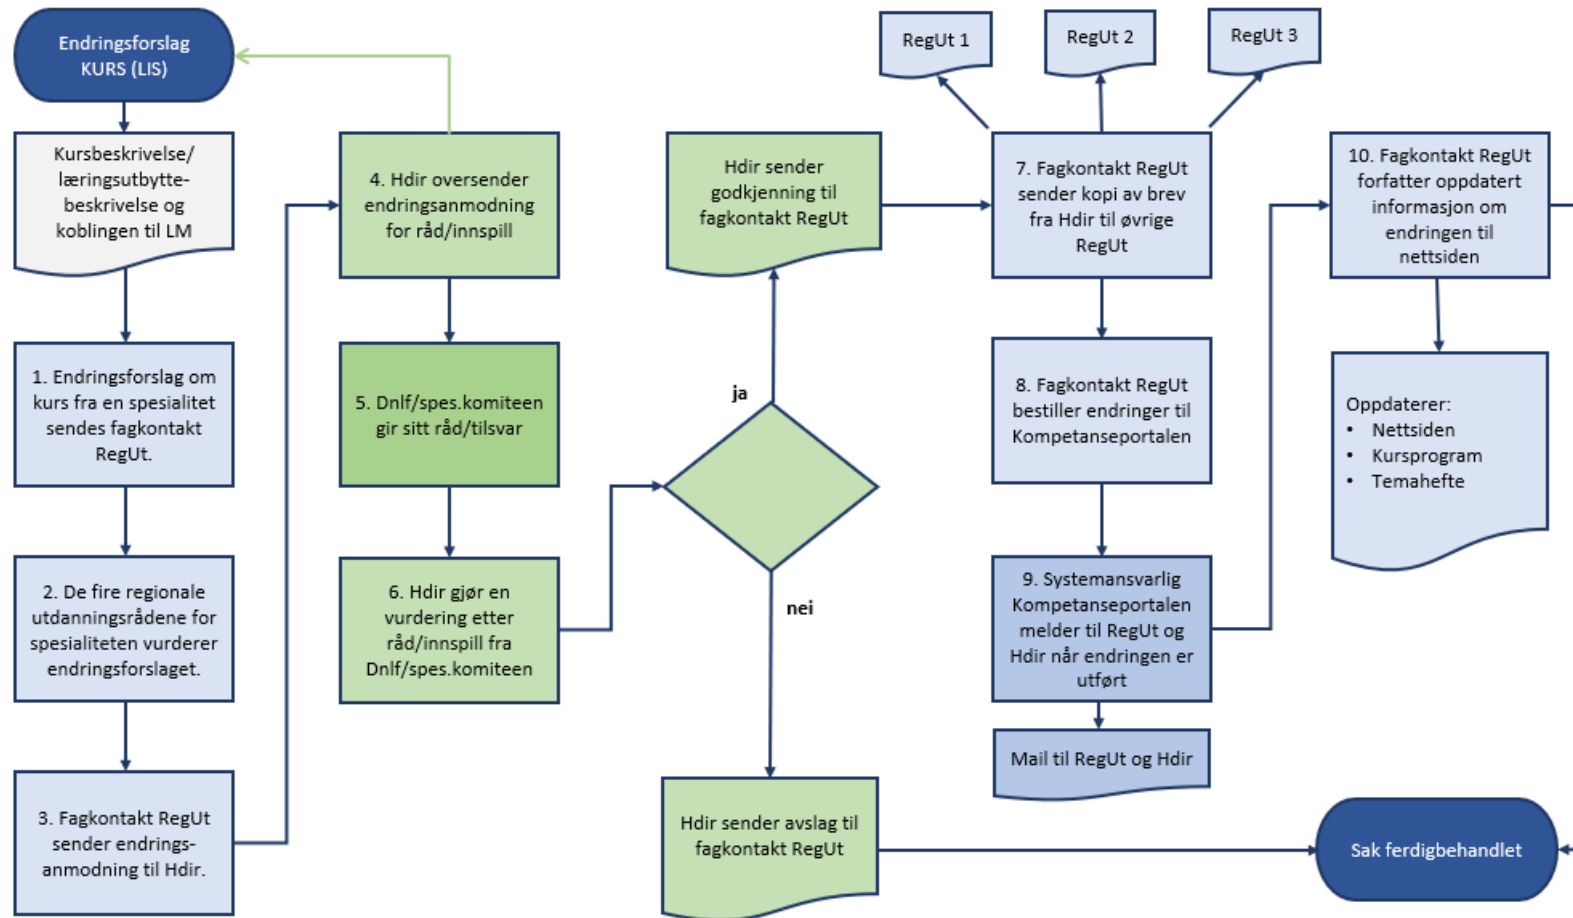 Endringsforslag
KURS (LIS)
Kursbeskrivelse/
læringsutbytte-
beskrivelse og
koblingen til LM
1. Endringsforslag om
kurs fra en spesialitet
sendes fagkontakt
RegUt.
2. De fire regionale
utdanningsrådene for
spesialiteten vurderer
endringsforslaget.
3. Fagkontakt RegUt
sender endrings-
anmodning til Hdir.
4. Hdir oversender
endringsanmodning
for råd/innspill
5. Dnlf/spes.komiteen
gir sitt råd/tilsvar
6. Hdir gjør en
vurdering etter
råd/innspill fra
Dnlf/spes.komiteen
ja
nei
Hdir sender
godkjenning til
fagkontakt RegUt
Hdir sender avslag til
fagkontakt RegUt
RegUt 1
RegUt 2
RegUt 3
7. Fagkontakt RegUt
sender kopi av brev
fra Hdir til øvrige
RegUt
8. Fagkontakt RegUt
bestiller endringer til
Kompetanseportalen
9. Systemansvarlig
Kompetanseportalen
melder til RegUt og
Hdir når endringen er
utført
Mail til RegUt og Hdir
10. Fagkontakt RegUt
forfatter oppdatert
informasjon om
endringen til
nettsiden
Oppdaterer:
• Nettsiden
• Kursprogram
• Temahefte
Sak ferdigbehandlet